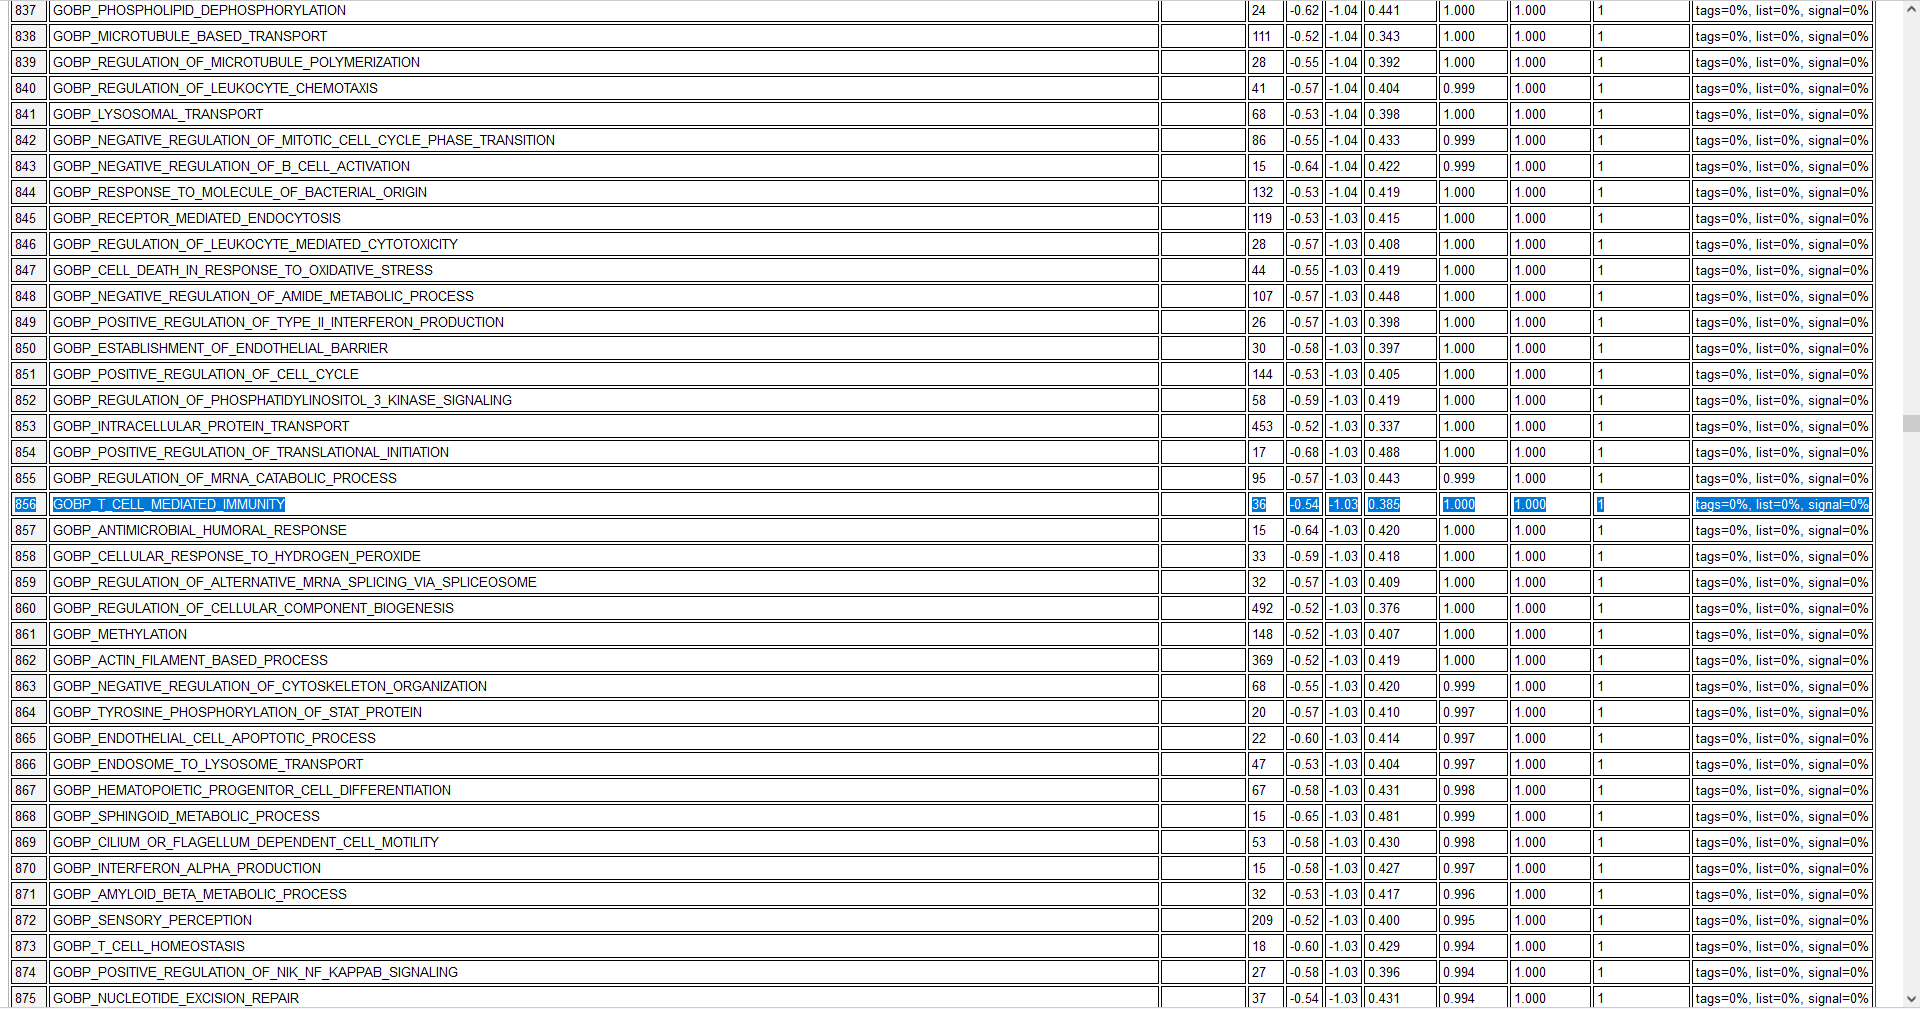 837 GOBP_PHOSPHOLIPID_DEPHOSPHORYLATION 24 -0.62 -1.04 0.441 1.000 1.000 1 tags=0%, list=0%, signal=0%
838 GOBP_MICROTUBULE_BASED_TRANSPORT 111 -0.52 -1.04 0.343 1.000 1.000 1 tags=0%, list=0%, signal=0%
839 GOBP_REGULATION_OF_MICROTUBULE_POLYMERIZATION 28 -0.55 -1.04 0.392 1.000 1.000 1 tags=0%, list=0%, signal=0%
840 GOBP_REGULATION_OF_LEUKOCYTE_CHEMOTAXIS 41 -0.57 -1.04 0.404 0.999 1.000 1 tags=0%, list=0%, signal=0%
841 GOBP_LYSOSOMAL_TRANSPORT 68 -0.53 -1.04 0.398 1.000 1.000 1 tags=0%, list=0%, signal=0%
842 GOBP_NEGATIVE_REGULATION_OF_MITOTIC_CELL_CYCLE_PHASE_TRANSITION 86 -0.55 -1.04 0.433 0.999 1.000 1 tags=0%, list=0%, signal=0%
843 GOBP_NEGATIVE_REGULATION_OF_B_CELL_ACTIVATION 15 -0.64 -1.04 0.422 0.999 1.000 1 tags=0%, list=0%, signal=0%
844 GOBP_RESPONSE_TO_MOLECULE_OF_BACTERIAL_ORIGIN 132 -0.53 -1.04 0.419 1.000 1.000 1 tags=0%, list=0%, signal=0%
845 GOBP_RECEPTOR_MEDIATED_ENDOCYTOSIS 119 -0.53 -1.03 0.415 1.000 1.000 1 tags=0%, list=0%, signal=0%
846 GOBP_REGULATION_OF_LEUKOCYTE_MEDIATED_CYTOTOXICITY 28 -0.57 -1.03 0.408 1.000 1.000 1 tags=0%, list=0%, signal=0%
847 GOBP_CELL_DEATH_IN_RESPONSE_TO_OXIDATIVE_STRESS 44 -0.55 -1.03 0.419 1.000 1.000 1 tags=0%, list=0%, signal=0%
848 GOBP_NEGATIVE_REGULATION_OF_AMIDE_METABOLIC_PROCESS 107 -0.57 -1.03 0.448 1.000 1.000 1 tags=0%, list=0%, signal=0%
849 GOBP_POSITIVE_REGULATION_OF_TYPE_II_INTERFERON_PRODUCTION 26 -0.57 -1.03 0.398 1.000 1.000 1 tags=0%, list=0%, signal=0%
850 GOBP_ESTABLISHMENT_OF_ENDOTHELIAL_BARRIER 30 -0.58 -1.03 0.397 1.000 1.000 1 tags=0%, list=0%, signal=0%
851 GOBP_POSITIVE_REGULATION_OF_CELL_CYCLE 144 -0.53 -1.03 0.405 1.000 1.000 1 tags=0%, list=0%, signal=0%
852 GOBP_REGULATION_OF_PHOSPHATIDYLINOSITOL_3_KINASE_SIGNALING 58 -0.59 -1.03 0.419 1.000 1.000 1 tags=0%, list=0%, signal=0%
853 GOBP_INTRACELLULAR_PROTEIN_TRANSPORT 453 -0.52 -1.03 0.337 1.000 1.000 1 tags=0%, list=0%, signal=0%
854 GOBP_POSITIVE_REGULATION_OF_TRANSLATIONAL_INITIATION 17 -0.68 -1.03 0.488 1.000 1.000 1 tags=0%, list=0%, signal=0%
855 GOBP_REGULATION_OF_MRNA_CATABOLIC_PROCESS 95 -0.57 -1.03 0.443 0.999 1.000 1 tags=0%, list=0%, signal=0%
856 GOBP_T_CELL_MEDIATED_IMMUNITY 36 -0.54 -1.03 0.385 1.000 1.000 1 tags=0%, list=0%, signal=0%
857 GOBP_ANTIMICROBIAL_HUMORAL_RESPONSE 15 -0.64 -1.03 0.420 1.000 1.000 1 tags=0%, list=0%, signal=0%
858 GOBP_CELLULAR_RESPONSE_TO_HYDROGEN_PEROXIDE 33 -0.59 -1.03 0.418 1.000 1.000 1 tags=0%, list=0%, signal=0%
859 GOBP_REGULATION_OF_ALTERNATIVE_MRNA_SPLICING_VIA_SPLICEOSOME 32 -0.57 -1.03 0.409 1.000 1.000 1 tags=0%, list=0%, signal=0%
860 GOBP_REGULATION_OF_CELLULAR_COMPONENT_BIOGENESIS 492 -0.52 -1.03 0.376 1.000 1.000 1 tags=0%, list=0%, signal=0%
861 GOBP_METHYLATION 148 -0.52 -1.03 0.407 1.000 1.000 1 tags=0%, list=0%, signal=0%
862 GOBP_ACTIN_FILAMENT_BASED_PROCESS 369 -0.52 -1.03 0.419 1.000 1.000 1 tags=0%, list=0%, signal=0%
863 GOBP_NEGATIVE_REGULATION_OF_CYTOSKELETON_ORGANIZATION 68 -0.55 -1.03 0.420 0.999 1.000 1 tags=0%, list=0%, signal=0%
864 GOBP_TYROSINE_PHOSPHORYLATION_OF_STAT_PROTEIN 20 -0.57 -1.03 0.410 0.997 1.000 1 tags=0%, list=0%, signal=0%
865 GOBP_ENDOTHELIAL_CELL_APOPTOTIC_PROCESS 22 -0.60 -1.03 0.414 0.997 1.000 1 tags=0%, list=0%, signal=0%
866 GOBP_ENDOSOME_TO_LYSOSOME_TRANSPORT 47 -0.53 -1.03 0.404 0.997 1.000 1 tags=0%, list=0%, signal=0%
867 GOBP_HEMATOPOIETIC_PROGENITOR_CELL_DIFFERENTIATION 67 -0.58 -1.03 0.431 0.998 1.000 1 tags=0%, list=0%, signal=0%
868 GOBP_SPHINGOID_METABOLIC_PROCESS 15 -0.65 -1.03 0.481 0.999 1.000 1 tags=0%, list=0%, signal=0%
869 GOBP_CILIUM_OR_FLAGELLUM_DEPENDENT_CELL_MOTILITY 53 -0.58 -1.03 0.430 0.998 1.000 1 tags=0%, list=0%, signal=0%
870 GOBP_INTERFERON_ALPHA_PRODUCTION 15 -0.58 -1.03 0.427 0.997 1.000 1 tags=0%, list=0%, signal=0%
871 GOBP_AMYLOID_BETA_METABOLIC_PROCESS 32 -0.53 -1.03 0.417 0.996 1.000 1 tags=0%, list=0%, signal=0%
872 GOBP_SENSORY_PERCEPTION 209 -0.52 -1.03 0.400 0.995 1.000 1 tags=0%, list=0%, signal=0%
873 GOBP_T_CELL_HOMEOSTASIS 18 -0.60 -1.03 0.429 0.994 1.000 1 tags=0%, list=0%, signal=0%
874 GOBP_POSITIVE_REGULATION_OF_NIK_NF_KAPPAB_SIGNALING 27 -0.58 -1.03 0.396 0.994 1.000 1 tags=0%, list=0%, signal=0%
875 GOBP_NUCLEOTIDE_EXCISION_REPAIR 37 -0.54 -1.03 0.431 0.994 1.000 1 tags=0%, list=0%, signal=0%